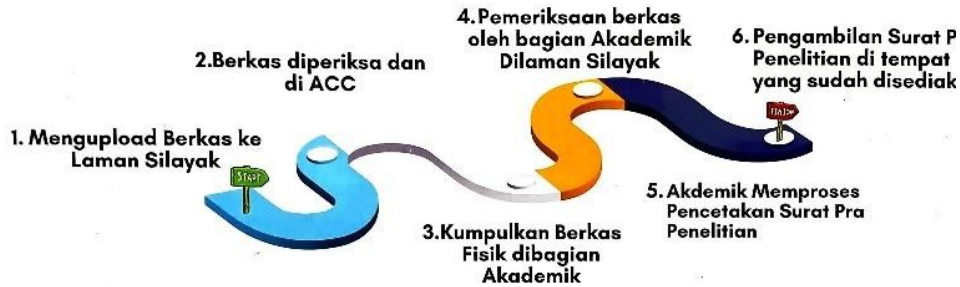 1. Mengupload Berkas ke
Laman Silayak
START
2.Berkas diperiksa dan
di ACC
3.Kumpulkan Berkas
Fisik dibagian
Akademik
4.Pemeriksaan berkas
oleh bagian Akademik
Dilaman Silayak
5. Akdemik Memproses
Pencetakan Surat Pra
Penelitian
6. Pengambilan Surat P
Penelitian di tempat
yang sudah disediak